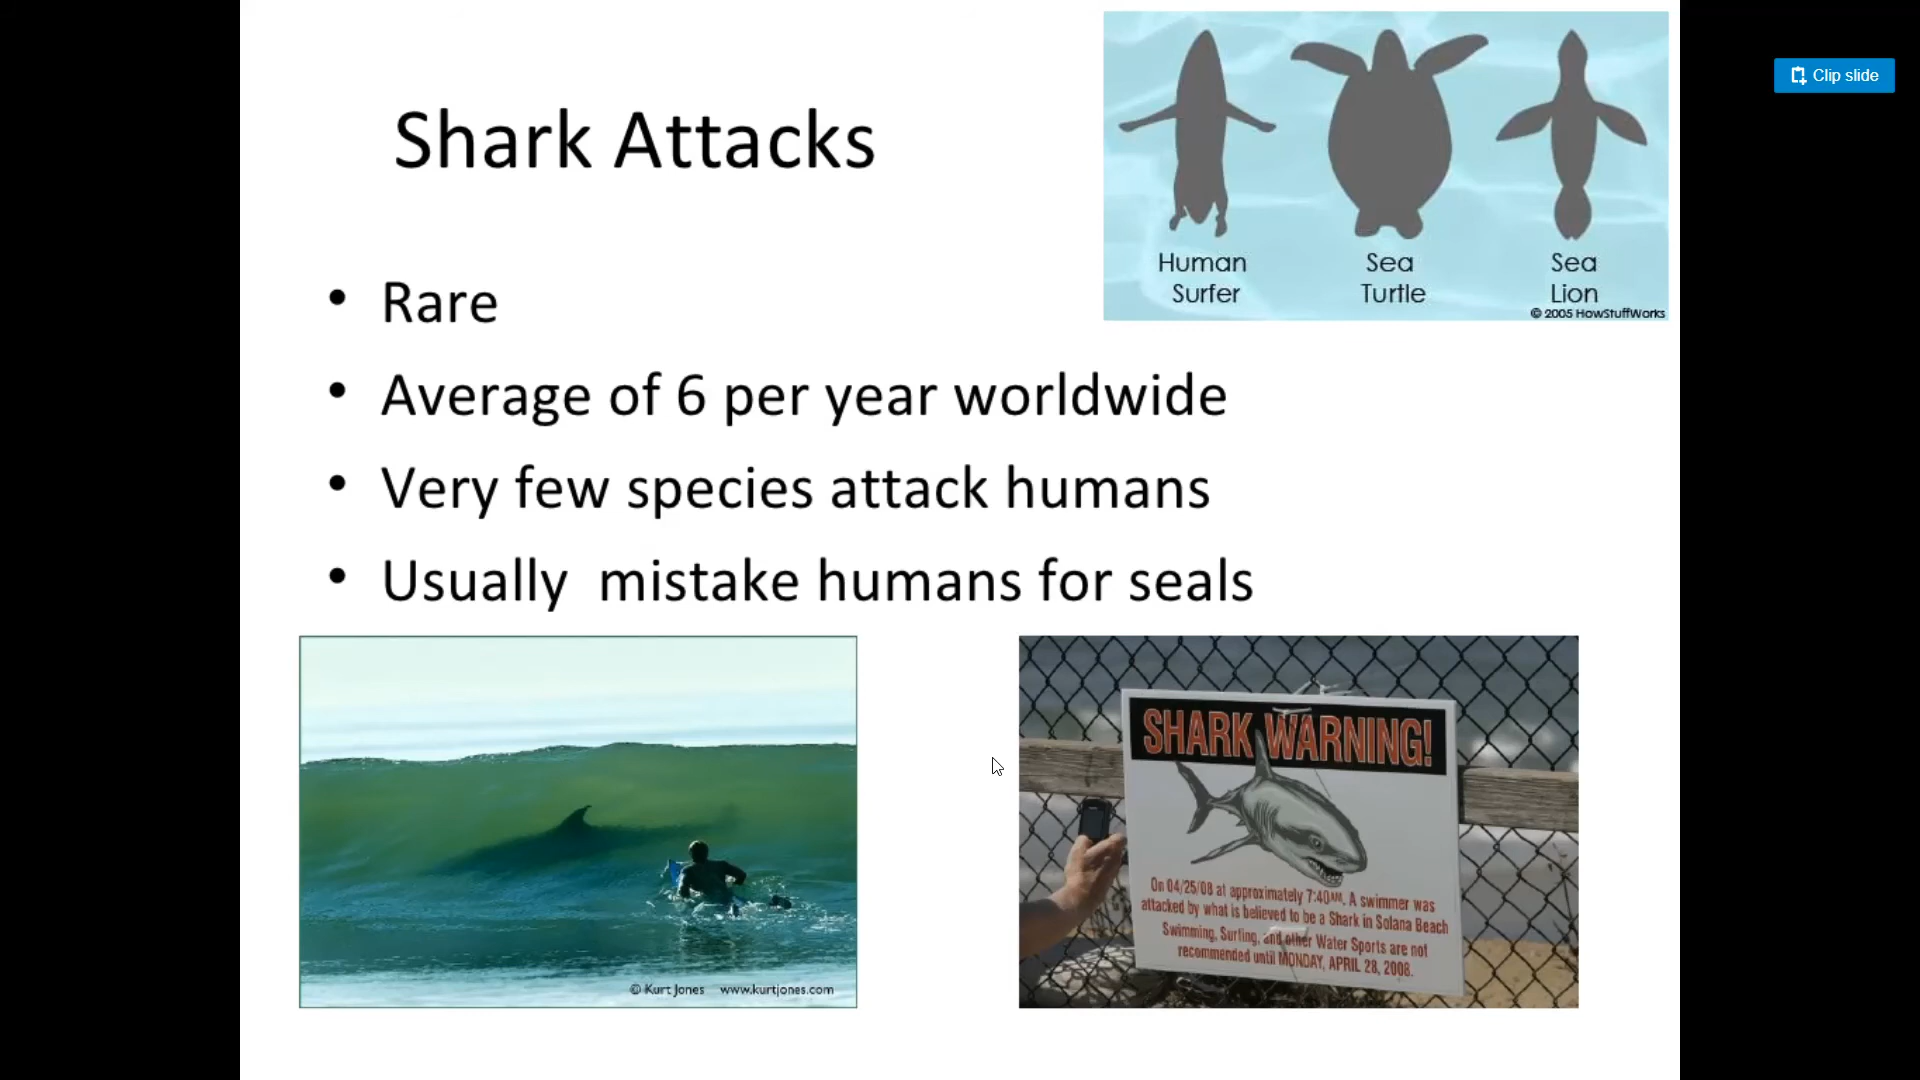 Clip slide
Shark Attacks
Human
Surfer
Sea
Turtle
Sea
Lion
© 2005 HowStuffWorks
• Rare
• Average of 6 per year worldwide
• Very few species attack humans
• Usually  mistake humans for seals
© Kurt Jones    www.kurtjones.com
SHARK WARNING!
On 04/25/08 at approximately 7:40AM. A swimmer was
attacked by what is believed to be a Shark in Solana Beach
Swimming, Surfing, and other Water Sports are not
recommended until MONDAY, APRIL 28, 2008.